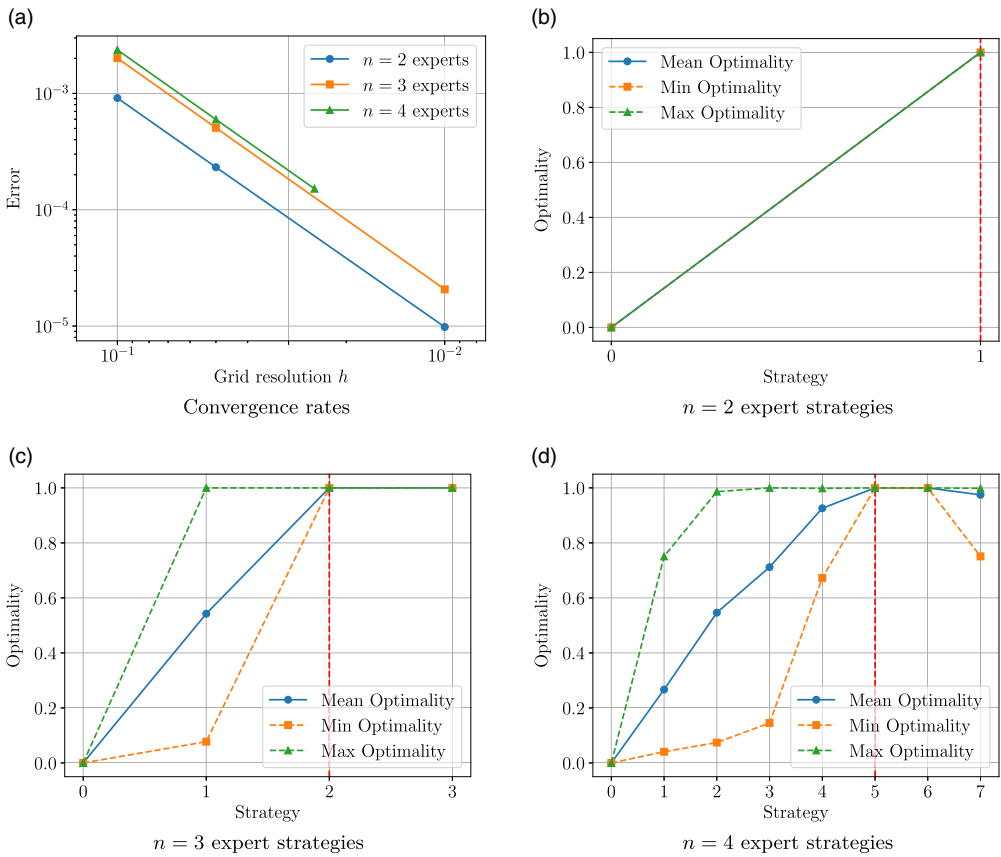 (a)
10⁻³
10⁻⁴
10⁻⁵
Error
n = 2 experts
n = 3 experts
n = 4 experts
10⁻¹
10⁻²
Grid resolution h
Convergence rates
(b)
1.0
0.8
0.6
0.4
0.2
0.0
Optimality
Mean Optimality
Min Optimality
Max Optimality
0
1
Strategy
n = 2 expert strategies
(c)
1.0
0.8
0.6
0.4
0.2
0.0
Optimality
Mean Optimality
Min Optimality
Max Optimality
0 1 2 3
Strategy
n = 3 expert strategies
(d)
1.0
0.8
0.6
0.4
0.2
0.0
Optimality
Mean Optimality
Min Optimality
Max Optimality
0 1 2 3 4 5 6 7
Strategy
n = 4 expert strategies